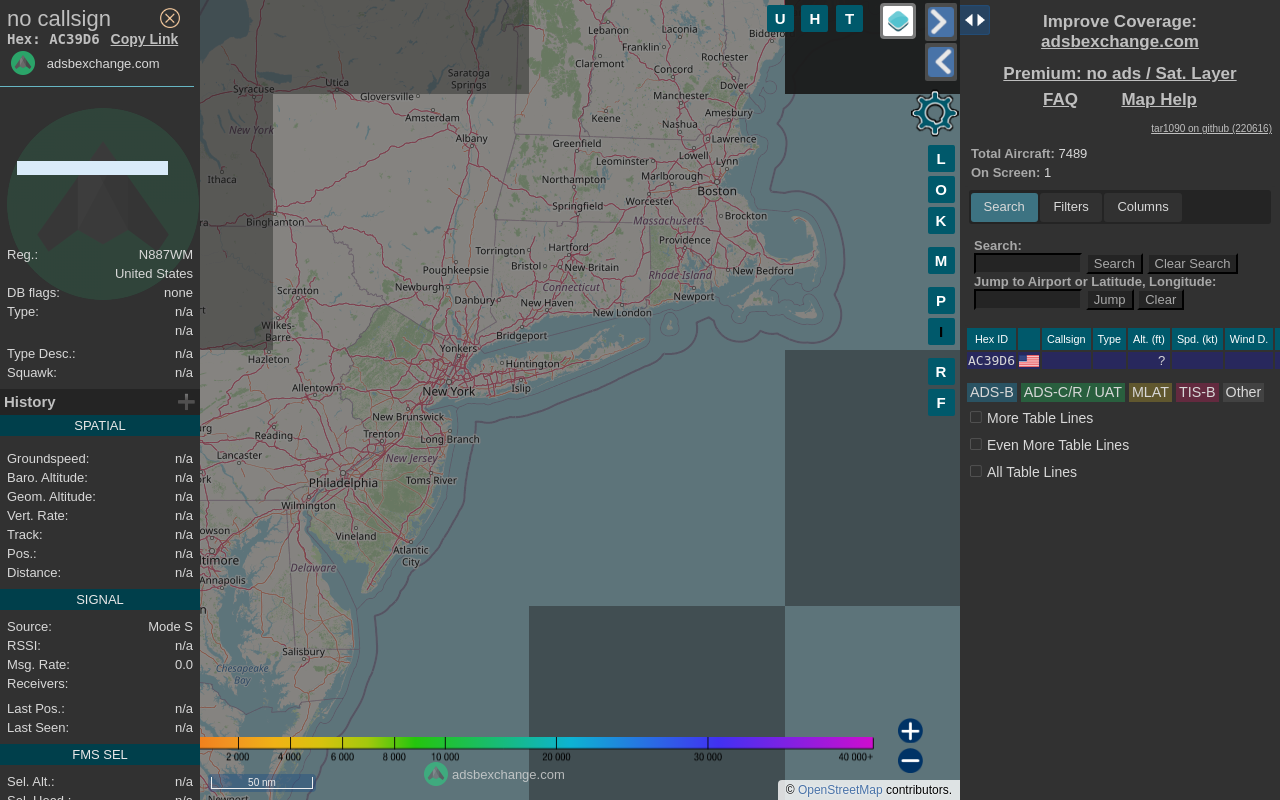 no callsign
Hex: AC39D6 Copy Link
adsbexchange.com
Reg.: N887WM
United States
DB flags: none
Type: n/a
n/a
Type Desc.: n/a
Squawk: n/a
History
SPATIAL
Groundspeed: n/a
Baro. Altitude: n/a
Geom. Altitude: n/a
Vert. Rate: n/a
Track: n/a
Pos.: n/a
Distance: n/a
SIGNAL
Source: Mode S
RSSI: n/a
Msg. Rate: 0.0
Receivers:
Last Pos.: n/a
Last Seen: n/a
FMS SEL
Sel. Alt.: n/a
Lebanon
Laconia
Franklin
Claremont
Rochester
Concord
Dover
Utica
Saratoga
Springs
Syracuse
Gloversville
Manchester
Amsterdam
Keene
Amesbury
New York
Albany
Nashua
Lawrence
Greenfield
Lowell
Leominster
Lynn
Ithaca
Northampton
Marlborough
Boston
Springfield
Worcester
Binghamton
Massachusetts
Brockton
Providence
Torrington
Hartford
Bristol
New Britain
Poughkeepsie
Rhode Island
New Bedford
Scranton
Newburgh
Connecticut
Danbury
New Haven
Newport
New London
Wilkes-
Barre
Bridgeport
Yonkers
Hazleton
Huntington
Allentown
New York
Islip
New Brunswick
Reading
Trenton
Long Branch
Lancaster
New Jersey
Philadelphia
Toms River
Wilmington
Vineland
Atlantic
City
Delaware
Annapolis
Salisbury
Chesapeake
Bay
2 000 4 000 6 000 8 000 10 000 20 000 30 000 40 000+
50 nm
adsbexchange.com
© OpenStreetMap contributors.
U H T
L
O
K
M
P
I
R
F
Improve Coverage:
adsbexchange.com
Premium: no ads / Sat. Layer
FAQ Map Help
tar1090 on github (220616)
Total Aircraft: 7489
On Screen: 1
Search Filters Columns
Search:
Search Clear Search
Jump to Airport or Latitude, Longitude:
Jump Clear
Hex ID Callsign Type Alt. (ft) Spd. (kt) Wind D.
AC39D6 ?
ADS-B ADS-C/R / UAT MLAT TIS-B Other
More Table Lines
Even More Table Lines
All Table Lines